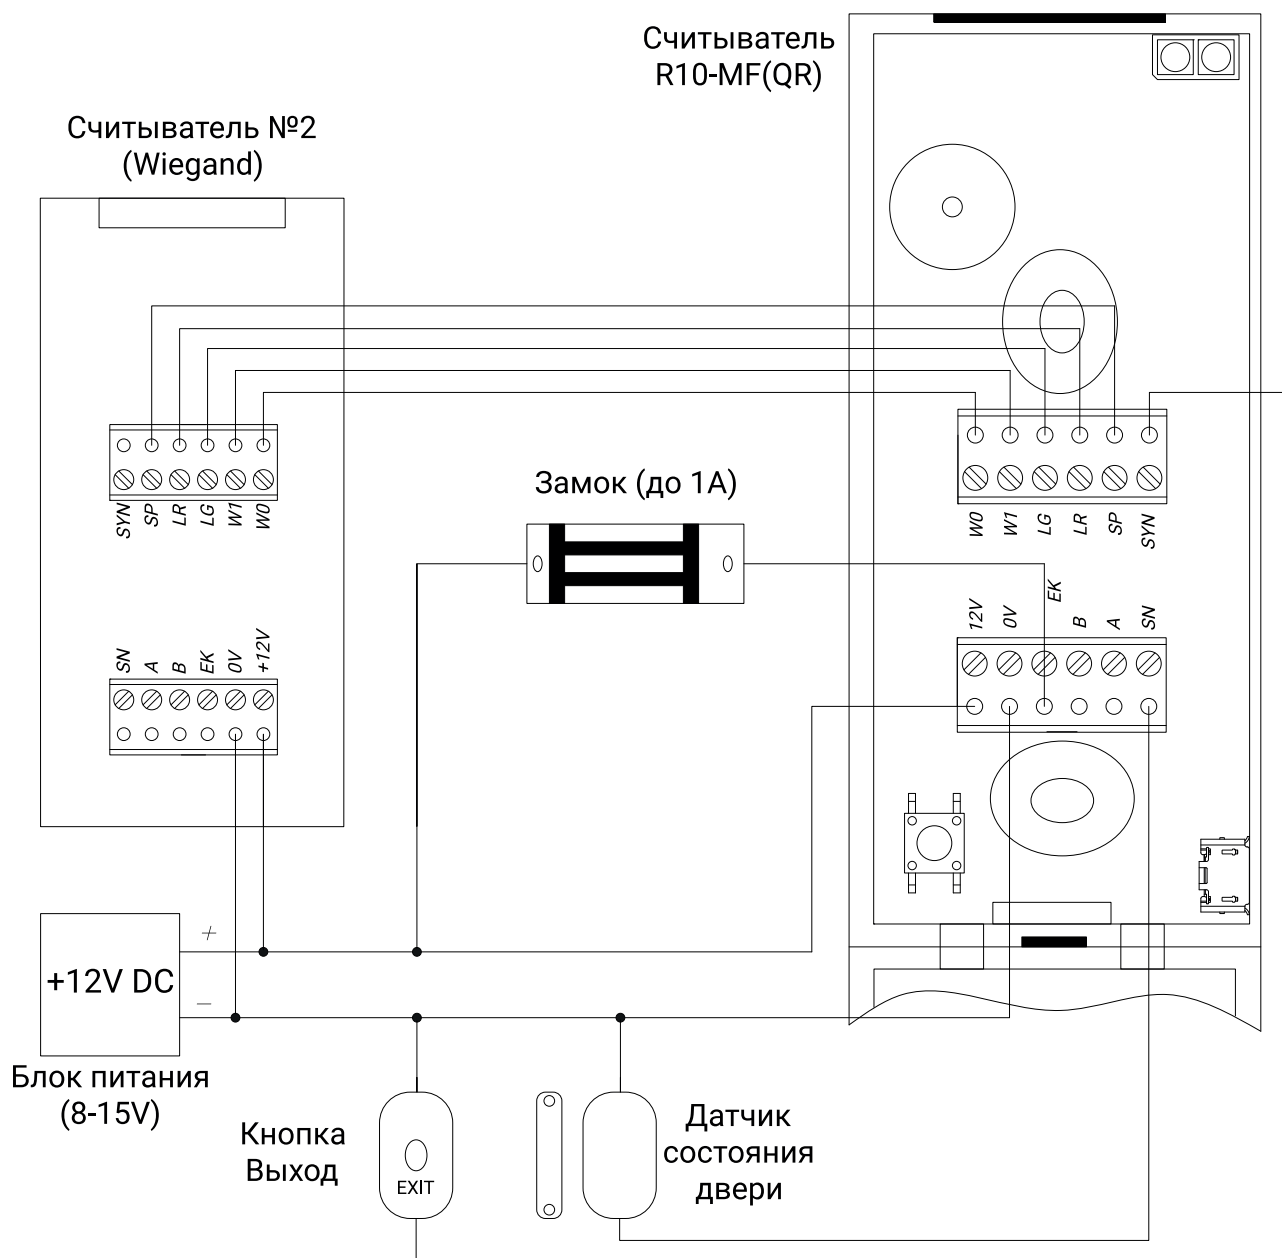 Считыватель
R10-MF(QR)
Считыватель №2
(Wiegand)
SYN
SP
LR
LG
W1
W0
Замок (до 1А)
W0
W1
LG
LR
SP
SYN
SN
A
B
EK
0V
+12V
12V
0V
EK
B
A
SN
+
+12V DC
−
Блок питания
(8-15V)
Кнопка
Выход
EXIT
Датчик
состояния
двери